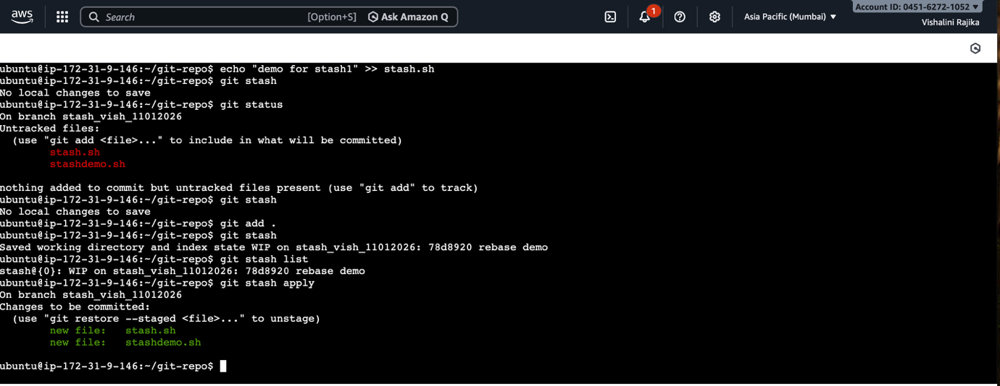 aws
Search [Option+S] Ask Amazon Q 1 Asia Pacific (Mumbai) Account ID: 0451-6272-1052
Vishalini Rajika
ubuntu@ip-172-31-9-146:~/git-repo$ echo "demo for stash1" >> stash.sh
ubuntu@ip-172-31-9-146:~/git-repo$ git stash
No local changes to save
ubuntu@ip-172-31-9-146:~/git-repo$ git status
On branch stash_vish_11012026
Untracked files:
  (use "git add <file>..." to include in what will be committed)
        stash.sh
        stashdemo.sh
nothing added to commit but untracked files present (use "git add" to track)
ubuntu@ip-172-31-9-146:~/git-repo$ git stash
No local changes to save
ubuntu@ip-172-31-9-146:~/git-repo$ git add .
ubuntu@ip-172-31-9-146:~/git-repo$ git stash
Saved working directory and index state WIP on stash_vish_11012026: 78d8920 rebase demo
ubuntu@ip-172-31-9-146:~/git-repo$ git stash list
stash@{0}: WIP on stash_vish_11012026: 78d8920 rebase demo
ubuntu@ip-172-31-9-146:~/git-repo$ git stash apply
On branch stash_vish_11012026
Changes to be committed:
  (use "git restore --staged <file>..." to unstage)
        new file:   stash.sh
        new file:   stashdemo.sh
ubuntu@ip-172-31-9-146:~/git-repo$